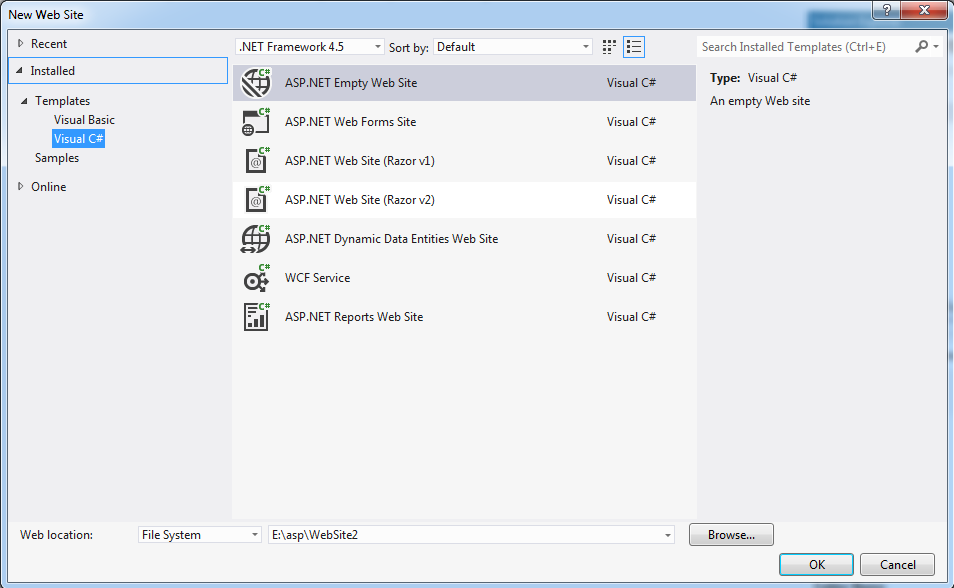 New Web Site
?
Recent
Installed
Templates
Visual Basic
Visual C#
Samples
Online
.NET Framework 4.5
Sort by: Default
C# ASP.NET Empty Web Site Visual C#
C# ASP.NET Web Forms Site Visual C#
C# @ ASP.NET Web Site (Razor v1) Visual C#
C# @ ASP.NET Web Site (Razor v2) Visual C#
C# ASP.NET Dynamic Data Entities Web Site Visual C#
C# WCF Service Visual C#
C# ASP.NET Reports Web Site Visual C#
Search Installed Templates (Ctrl+E)
Type: Visual C#
An empty Web site
Web location: File System E:\asp\WebSite2 Browse...
OK Cancel